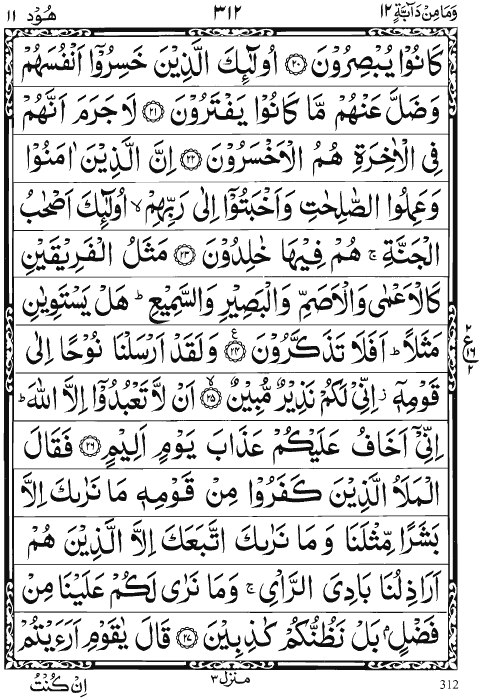 وَمَا مِنْ دَآبَّةٍ ١٢ ٣١٢ هُوْد ١١
كَانُوْا يُبْصِرُوْنَ ﴿٢٠﴾ اُولٰٓئِكَ الَّذِيْنَ خَسِرُوْٓا اَنْفُسَهُمْ
وَضَلَّ عَنْهُمْ مَّا كَانُوْا يَفْتَرُوْنَ ﴿٢١﴾ لَا جَرَمَ اَنَّهُمْ
فِى الْاٰخِرَةِ هُمُ الْاَخْسَرُوْنَ ﴿٢٢﴾ اِنَّ الَّذِيْنَ اٰمَنُوْا
وَعَمِلُوا الصّٰلِحٰتِ وَاَخْبَتُوْٓا اِلٰى رَبِّهِمْ ۙ اُولٰٓئِكَ اَصْحٰبُ
الْجَنَّةِ ۚ هُمْ فِيْهَا خٰلِدُوْنَ ﴿٢٣﴾ مَثَلُ الْفَرِيْقَيْنِ
كَالْاَعْمٰى وَالْاَصَمِّ وَالْبَصِيْرِ وَالسَّمِيْعِ ؕ هَلْ يَسْتَوِيٰنِ
مَثَلًا ؕ اَفَلَا تَذَكَّرُوْنَ ﴿٢٤﴾ ع وَلَقَدْ اَرْسَلْنَا نُوْحًا اِلٰى
٢ ع ١٦ ٢
قَوْمِهٖۤ ز اِنِّىْ لَكُمْ نَذِيْرٌ مُّبِيْنٌ ۙ﴿٢٥﴾ اَنْ لَّا تَعْبُدُوْٓا اِلَّا اللّٰهَ ؕ
اِنِّىْٓ اَخَافُ عَلَيْكُمْ عَذَابَ يَوْمٍ اَلِيْمٍ ﴿٢٦﴾ فَقَالَ
الْمَلَاُ الَّذِيْنَ كَفَرُوْا مِنْ قَوْمِهٖ مَا نَرٰىكَ اِلَّا
بَشَرًا مِّثْلَنَا وَمَا نَرٰىكَ اتَّبَعَكَ اِلَّا الَّذِيْنَ هُمْ
اَرَاذِلُنَا بَادِىَ الرَّاْىِ ۚ وَمَا نَرٰى لَكُمْ عَلَيْنَا مِنْ
فَضْلٍۭ بَلْ نَظُنُّكُمْ كٰذِبِيْنَ ﴿٢٧﴾ قَالَ يٰقَوْمِ اَرَءَيْتُمْ
اِنْ كُنْتُ منزل ٣ 312